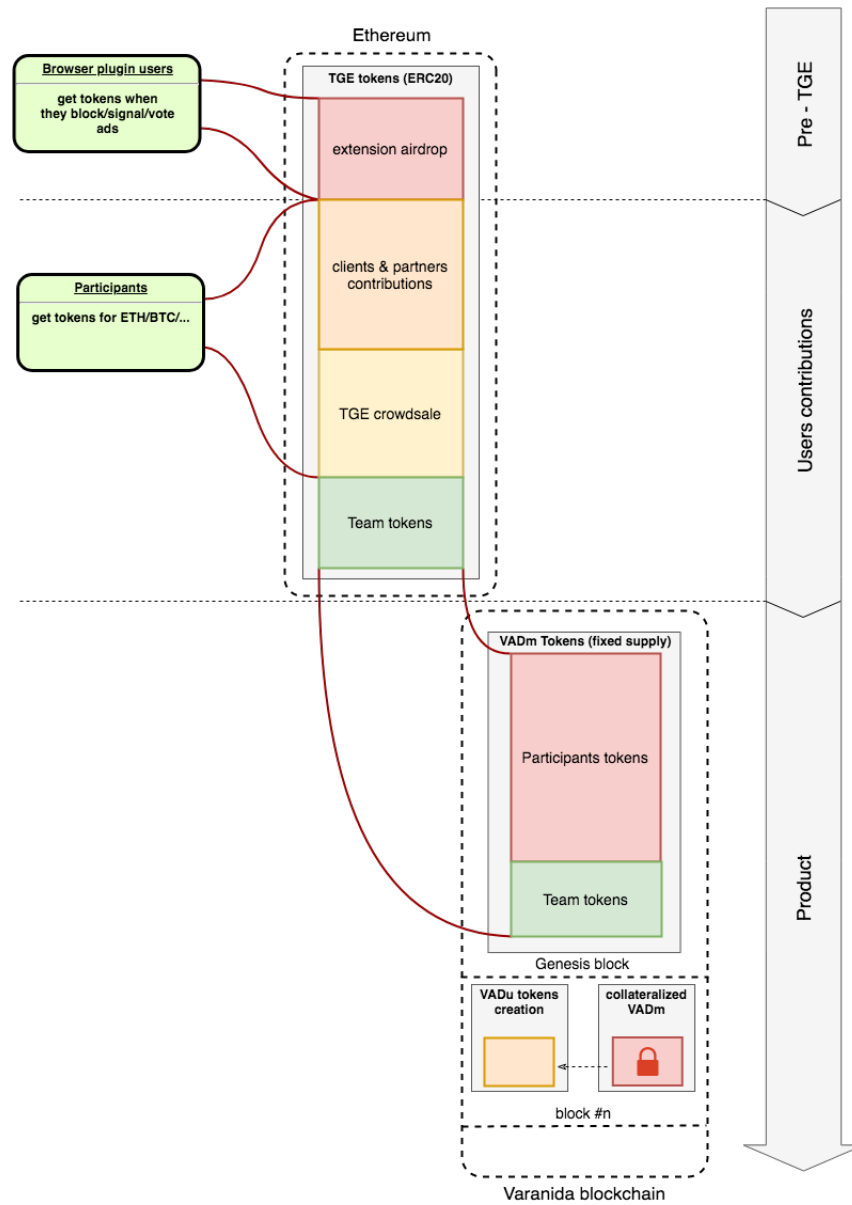 Ethereum
Browser plugin users
get tokens when
they block/signal/vote
ads
TGE tokens (ERC20)
extension airdrop
Pre - TGE
clients & partners
contributions
Participants
get tokens for ETH/BTC/...
TGE crowdsale
Team tokens
Users contributions
VADm Tokens (fixed supply)
Participants tokens
Team tokens
Genesis block
Product
VADu tokens
creation
collateralized
VADm
block #n
Varanida blockchain